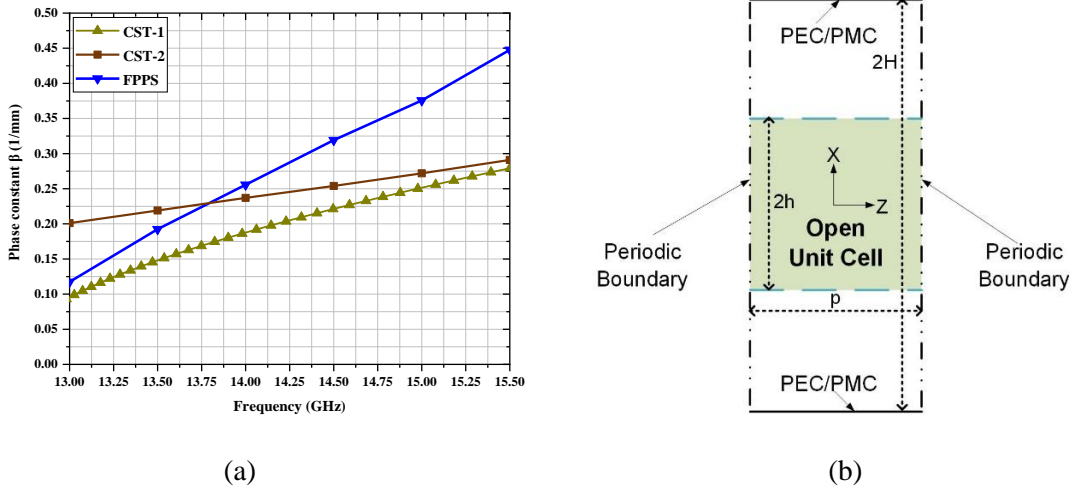 CST-1
CST-2
FPPS
0.50
0.45
0.40
0.35
0.30
0.25
0.20
0.15
0.10
0.05
0.00
Phase constant β (1/mm)
13.00 13.25 13.50 13.75 14.00 14.25 14.50 14.75 15.00 15.25 15.50
Frequency (GHz)
(a)
PEC/PMC
2H
X
Z
2h
Open
Unit Cell
Periodic
Boundary
Periodic
Boundary
p
PEC/PMC
(b)